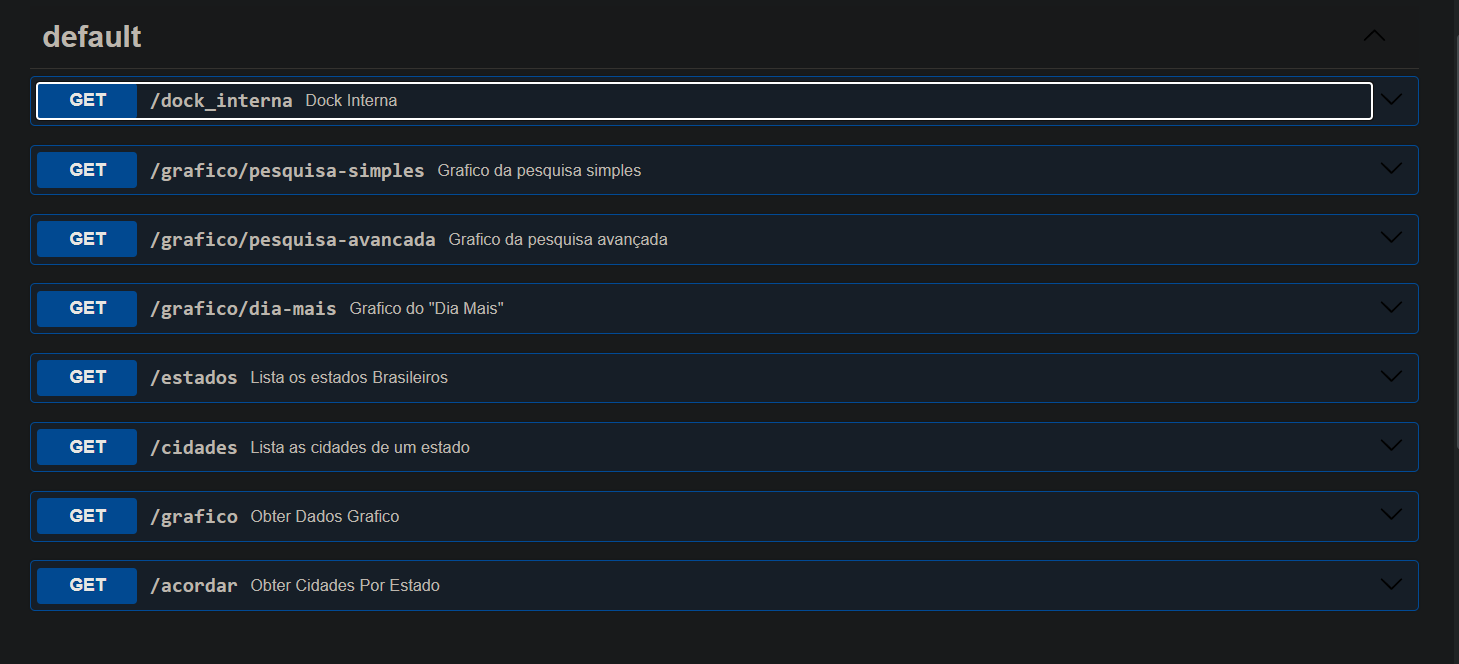 default
GET /dock_interna Dock Interna
GET /grafico/pesquisa-simples Grafico da pesquisa simples
GET /grafico/pesquisa-avancada Grafico da pesquisa avançada
GET /grafico/dia-mais Grafico do "Dia Mais"
GET /estados Lista os estados Brasileiros
GET /cidades Lista as cidades de um estado
GET /grafico Obter Dados Grafico
GET /acordar Obter Cidades Por Estado